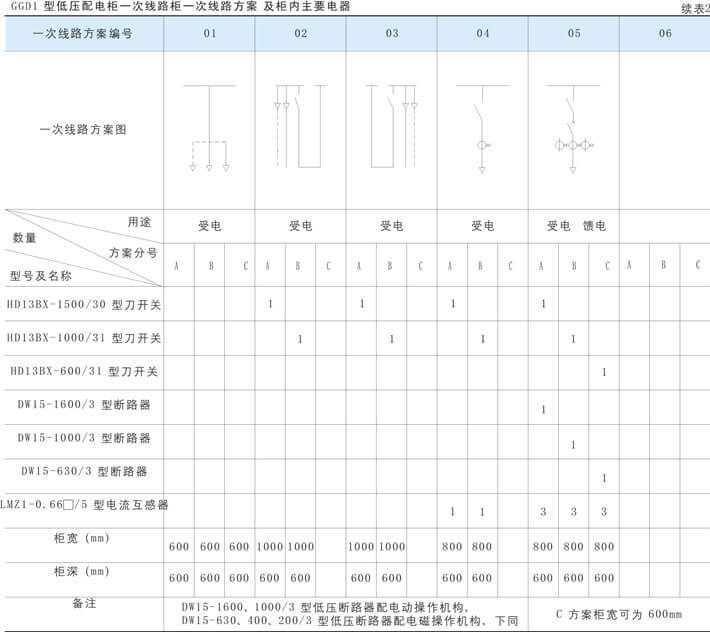 GGD1 型低压配电柜一次线路柜一次线路方案 及柜内主要电器
续表2
一次线路方案编号 01 02 03 04 05 06
一次线路方案图
用途 受电 受电 受电 受电 受电 馈电
数量
方案分号 A B C A B C A B C A B C A B C A B C
型号及名称
HD13BX-1500/30 型刀开关 1 1 1 1
HD13BX-1000/31 型刀开关 1 1 1 1
HD13BX-600/31 型刀开关 1
DW15-1600/3 型断路器 1
DW15-1000/3 型断路器 1
DW15-630/3 型断路器 1
LMZ1-0.66□/5 型电流互感器 1 1 3 3 3
柜宽 (mm) 600 600 600 1000 1000 1000 1000 800 800 800 800 800
柜深 (mm) 600 600 600 600 600 600 600 600 600 600 600 600
备注
DW15-1600、1000/3 型低压断路器配电动操作机构、
DW15-630、400、200/3 型低压断路器配电磁操作机构、下同
C 方案柜宽可为 600mm